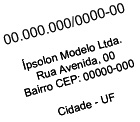 00.000.000/0000-00
Ípsolon Modelo Ltda.
Rua Avenida, 00
Bairro CEP: 00000-000
Cidade - UF